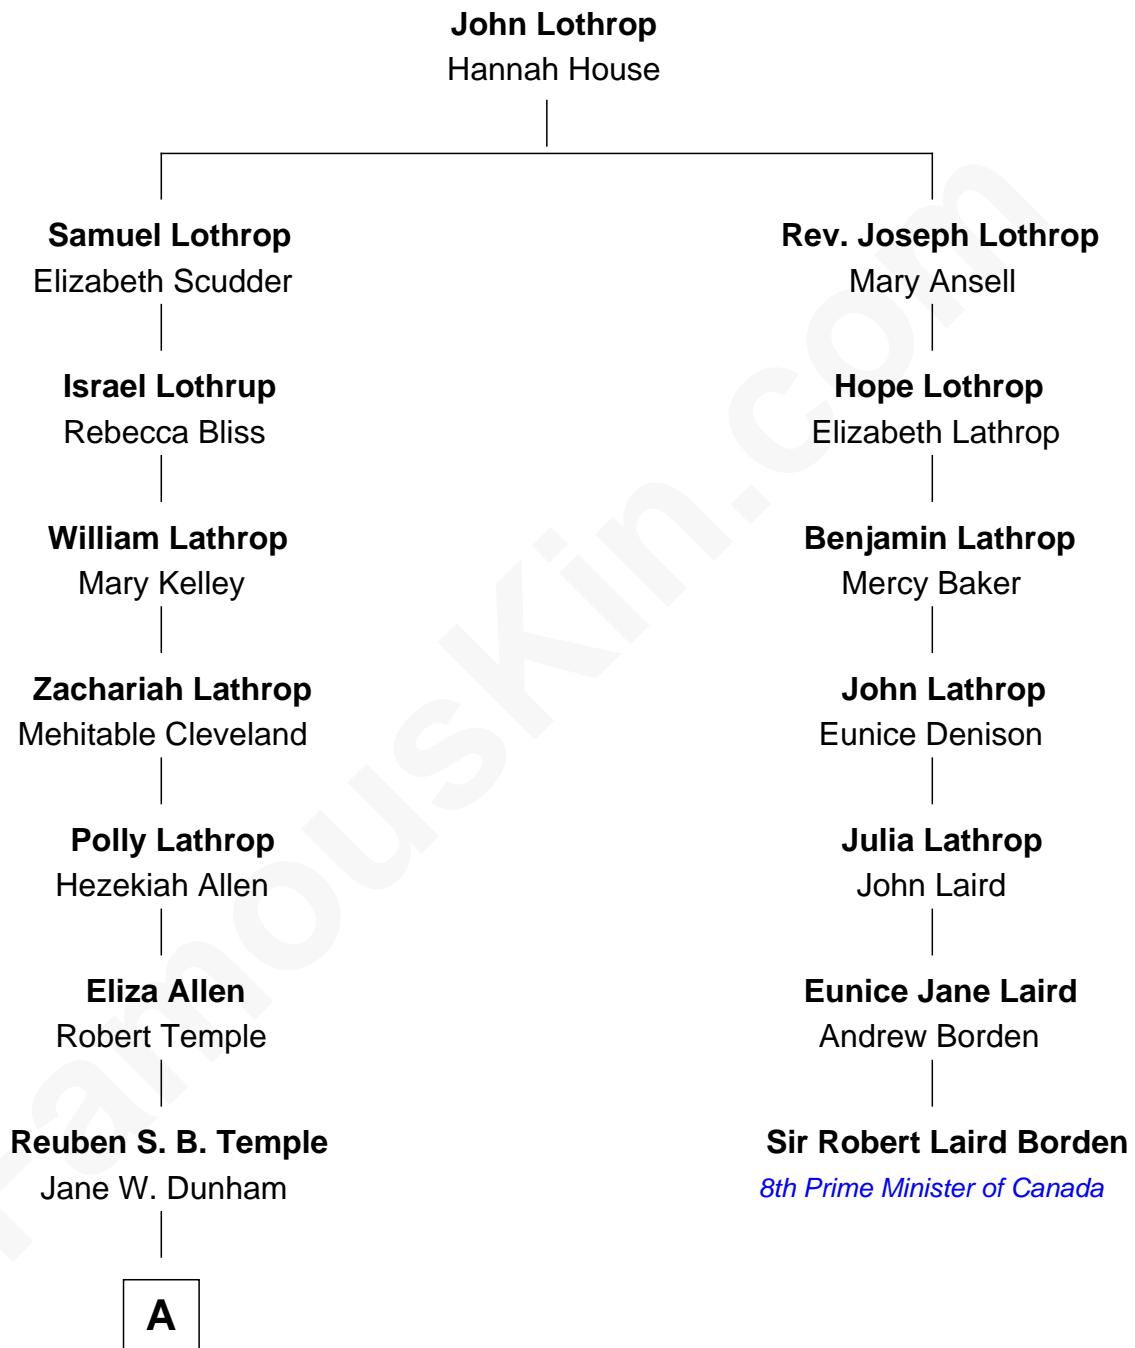 John Lothrop
Hannah House
Samuel Lothrop
Elizabeth Scudder
Rev. Joseph Lothrop
Mary Ansell
Israel Lothrup
Rebecca Bliss
Hope Lothrop
Elizabeth Lathrop
William Lathrop
Mary Kelley
Benjamin Lathrop
Mercy Baker
Zachariah Lathrop
Mehitable Cleveland
John Lathrop
Eunice Denison
Polly Lathrop
Hezekiah Allen
Julia Lathrop
John Laird
Eliza Allen
Robert Temple
Eunice Jane Laird
Andrew Borden
Reuben S. B. Temple
Jane W. Dunham
Sir Robert Laird Borden
8th Prime Minister of Canada
A
FamousKin.com